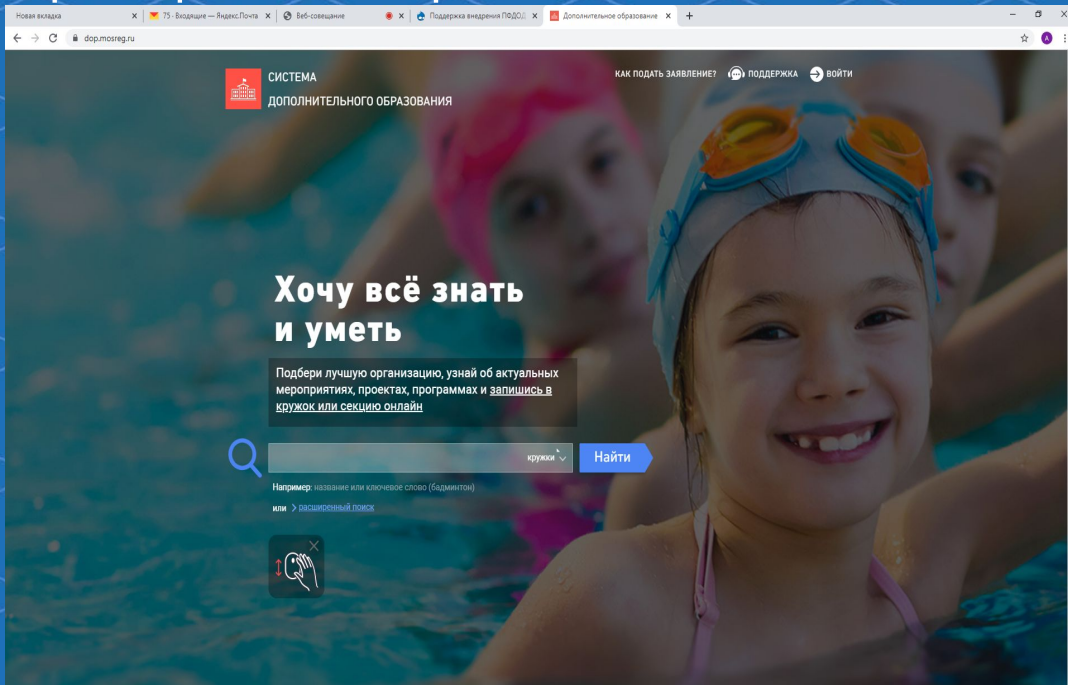 Новая вкладка
75 · Входящие — Яндекс.Почта
Веб-совещание
Поддержка внедрения ПФДО/
Дополнительное образование
dop.mosreg.ru
A
СИСТЕМА
ДОПОЛНИТЕЛЬНОГО ОБРАЗОВАНИЯ
КАК ПОДАТЬ ЗАЯВЛЕНИЕ?
ПОДДЕРЖКА
ВОЙТИ
Хочу всё знать
и уметь
Подбери лучшую организацию, узнай об актуальных
мероприятиях, проектах, программах и запишись в
кружок или секцию онлайн
кружки
Найти
Например: название или ключевое слово (бадминтон)
или > расширенный поиск